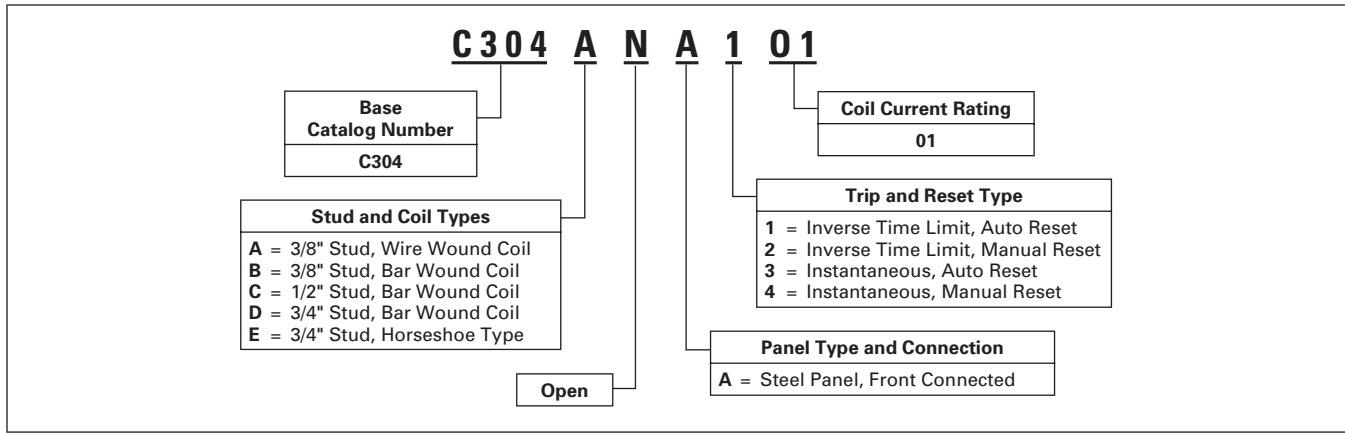 C304 A N A 1 01
Base
Catalog Number
C304
Coil Current Rating
01
Stud and Coil Types
A = 3/8" Stud, Wire Wound Coil
B = 3/8" Stud, Bar Wound Coil
C = 1/2" Stud, Bar Wound Coil
D = 3/4" Stud, Bar Wound Coil
E = 3/4" Stud, Horseshoe Type
Trip and Reset Type
1 = Inverse Time Limit, Auto Reset
2 = Inverse Time Limit, Manual Reset
3 = Instantaneous, Auto Reset
4 = Instantaneous, Manual Reset
Open
Panel Type and Connection
A = Steel Panel, Front Connected